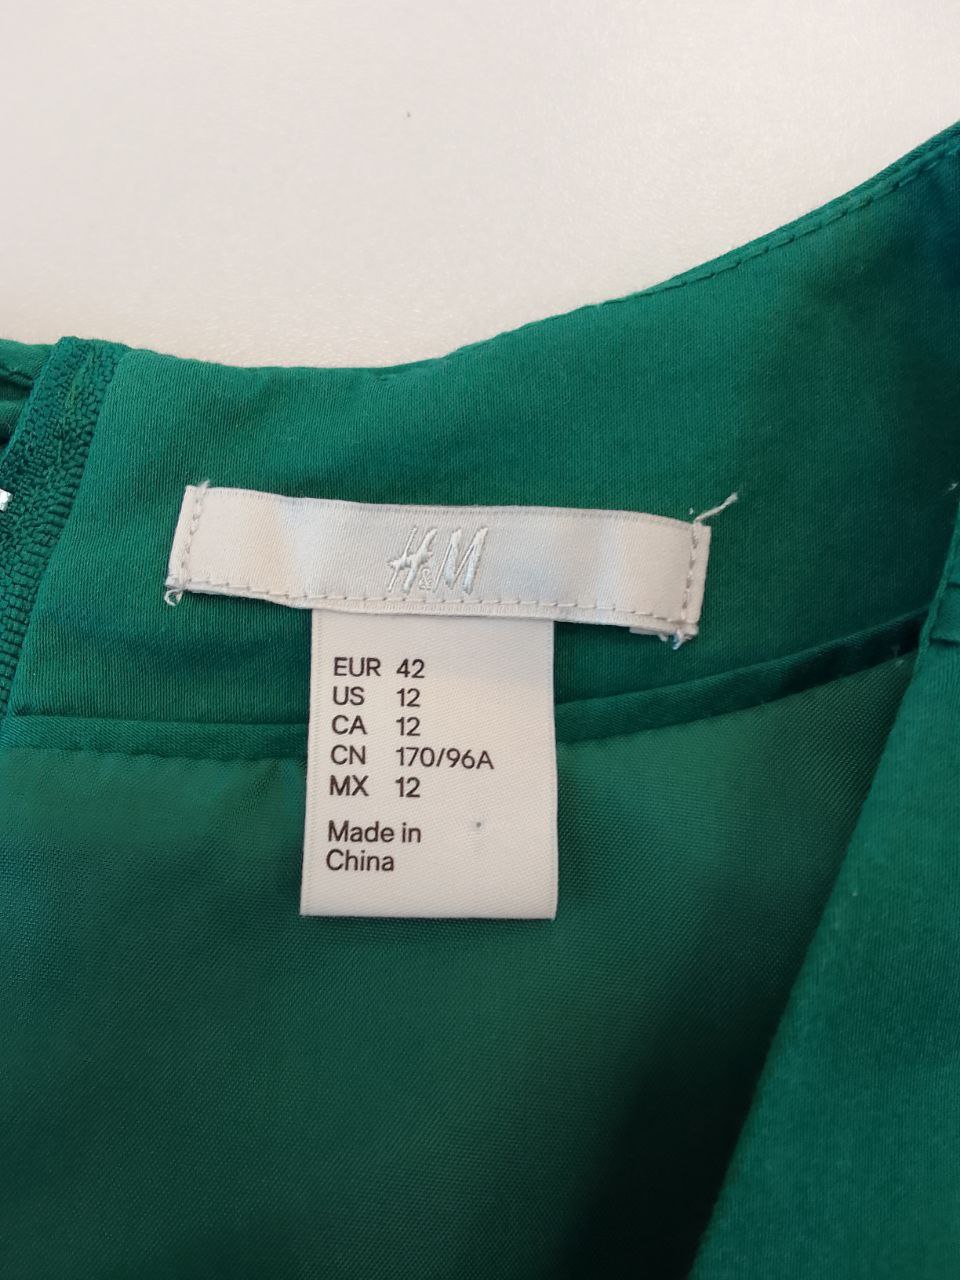 H&M
EUR 42
US 12
CA 12
CN 170/96A
MX 12
Made in
China